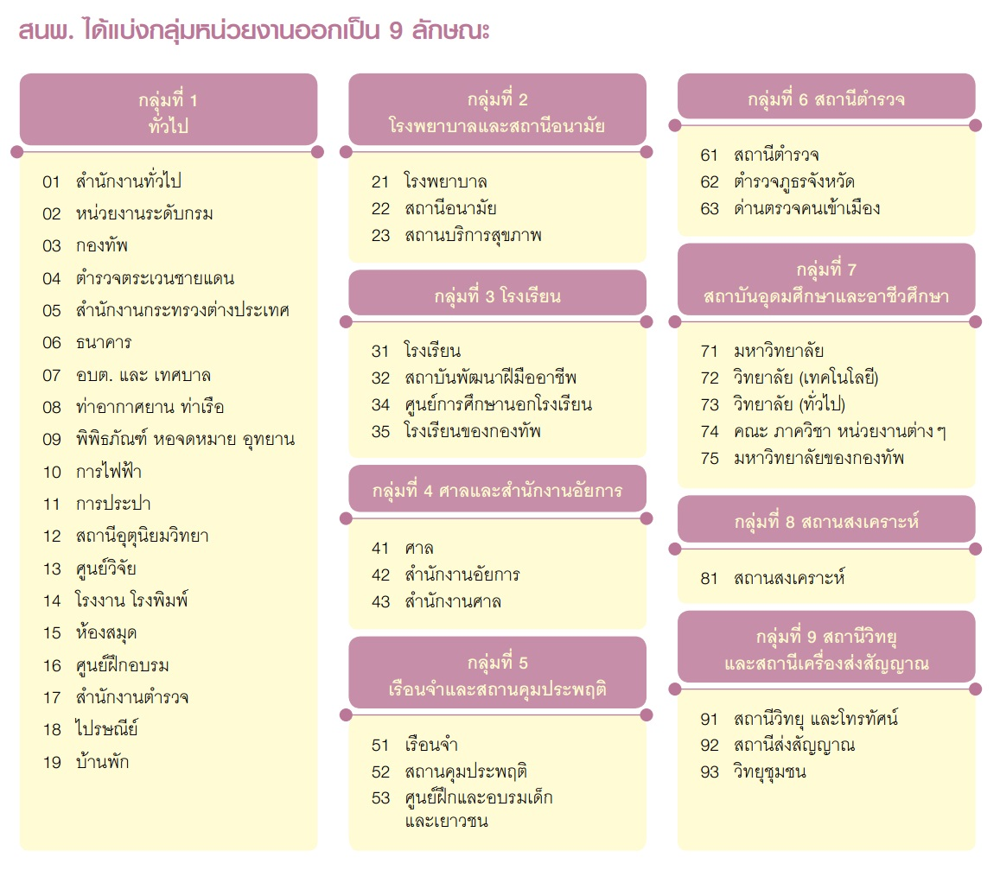 สนพ. ได้แบ่งกลุ่มหน่วยงานออกเป็น 9 ลักษณะ
กลุ่มที่ 1
ทั่วไป
01 สำนักงานทั่วไป
02 หน่วยงานระดับกรม
03 กองทัพ
04 ตำรวจตระเวนชายแดน
05 สำนักงานกระทรวงต่างประเทศ
06 ธนาคาร
07 อบต. และ เทศบาล
08 ท่าอากาศยาน ท่าเรือ
09 พิพิธภัณฑ์ หอจดหมาย อุทยาน
10 การไฟฟ้า
11 การประปา
12 สถานีอุตุนิยมวิทยา
13 ศูนย์วิจัย
14 โรงงาน โรงพิมพ์
15 ห้องสมุด
16 ศูนย์ฝึกอบรม
17 สำนักงานตำรวจ
18 ไปรษณีย์
19 บ้านพัก
กลุ่มที่ 2
โรงพยาบาลและสถานีอนามัย
21 โรงพยาบาล
22 สถานีอนามัย
23 สถานบริการสุขภาพ
กลุ่มที่ 3 โรงเรียน
31 โรงเรียน
32 สถาบันพัฒนาฝีมืออาชีพ
34 ศูนย์การศึกษานอกโรงเรียน
35 โรงเรียนของกองทัพ
กลุ่มที่ 4 ศาลและสำนักงานอัยการ
41 ศาล
42 สำนักงานอัยการ
43 สำนักงานศาล
กลุ่มที่ 5
เรือนจำและสถานคุมประพฤติ
51 เรือนจำ
52 สถานคุมประพฤติ
53 ศูนย์ฝึกและอบรมเด็ก
และเยาวชน
กลุ่มที่ 6 สถานีตำรวจ
61 สถานีตำรวจ
62 ตำรวจภูธรจังหวัด
63 ด่านตรวจคนเข้าเมือง
กลุ่มที่ 7
สถาบันอุดมศึกษาและอาชีวศึกษา
71 มหาวิทยาลัย
72 วิทยาลัย (เทคโนโลยี)
73 วิทยาลัย (ทั่วไป)
74 คณะ ภาควิชา หน่วยงานต่างๆ
75 มหาวิทยาลัยของกองทัพ
กลุ่มที่ 8 สถานสงเคราะห์
81 สถานสงเคราะห์
กลุ่มที่ 9 สถานีวิทยุ
และสถานีเครื่องส่งสัญญาณ
91 สถานีวิทยุ และโทรทัศน์
92 สถานีส่งสัญญาณ
93 วิทยุชุมชน